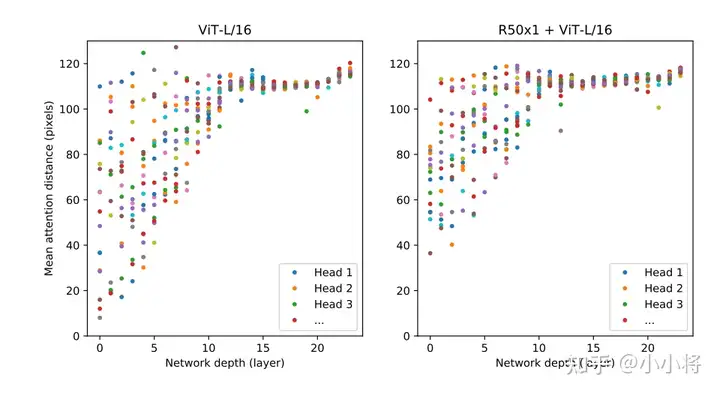 ViT-L/16
R50x1 + ViT-L/16
Mean attention distance (pixels)
120
100
80
60
40
20
0
Head 1
Head 2
Head 3
...
0
5
10
15
20
Network depth (layer)
120
100
80
60
40
20
0
Head 1
Head 2
Head 3
...
0
5
10
15
20
Network depth (layer)
知乎 @小小将